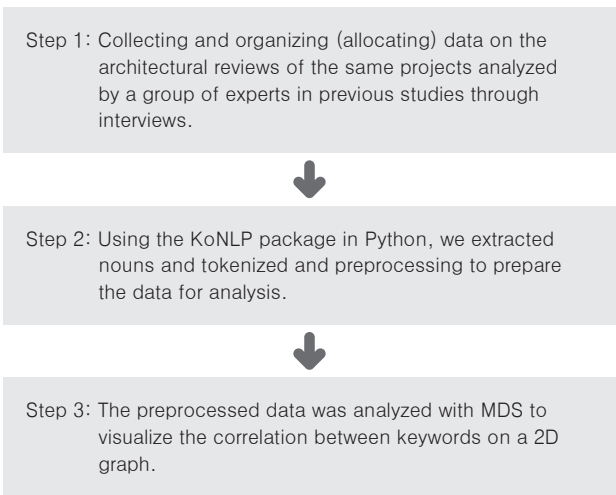 Step 1: Collecting and organizing (allocating) data on the
architectural reviews of the same projects analyzed
by a group of experts in previous studies through
interviews.
Step 2: Using the KoNLP package in Python, we extracted
nouns and tokenized and preprocessing to prepare
the data for analysis.
Step 3: The preprocessed data was analyzed with MDS to
visualize the correlation between keywords on a 2D
graph.